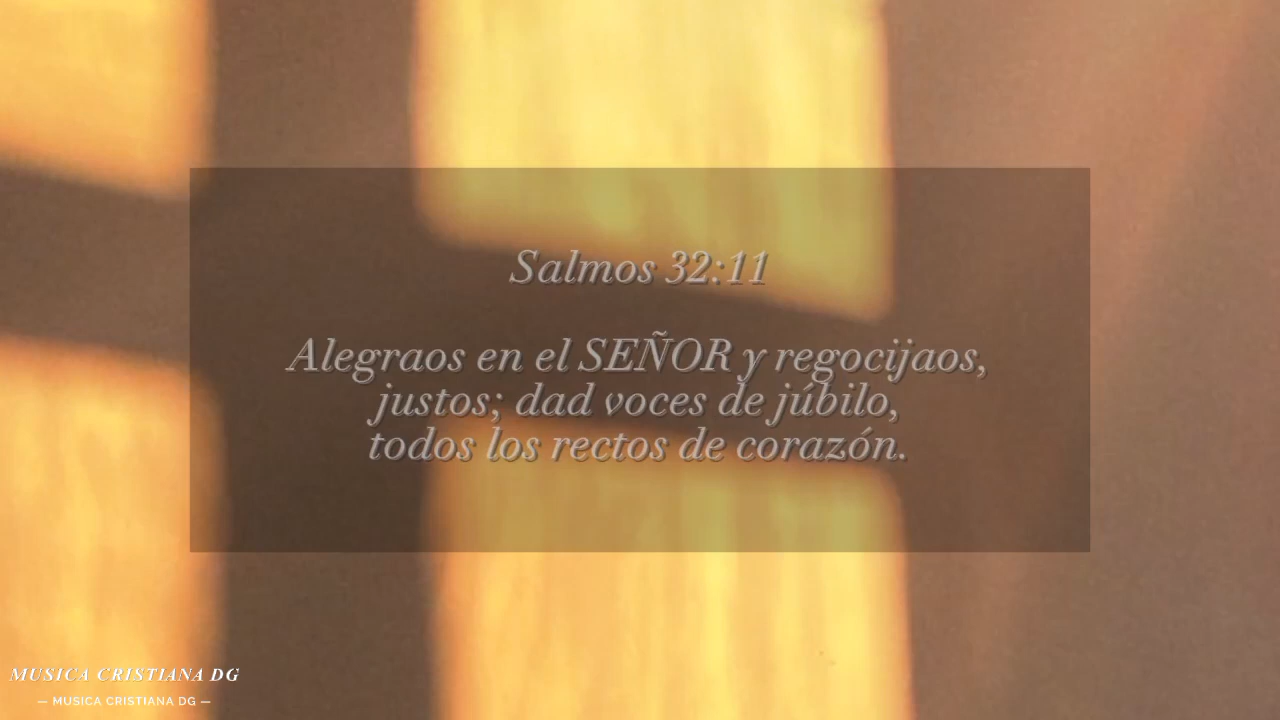 Salmos 32:11
Alegraos en el SEÑOR y regocijaos,
justos; dad voces de júbilo,
todos los rectos de corazón.
MUSICA CRISTIANA DG
— MUSICA CRISTIANA DG —